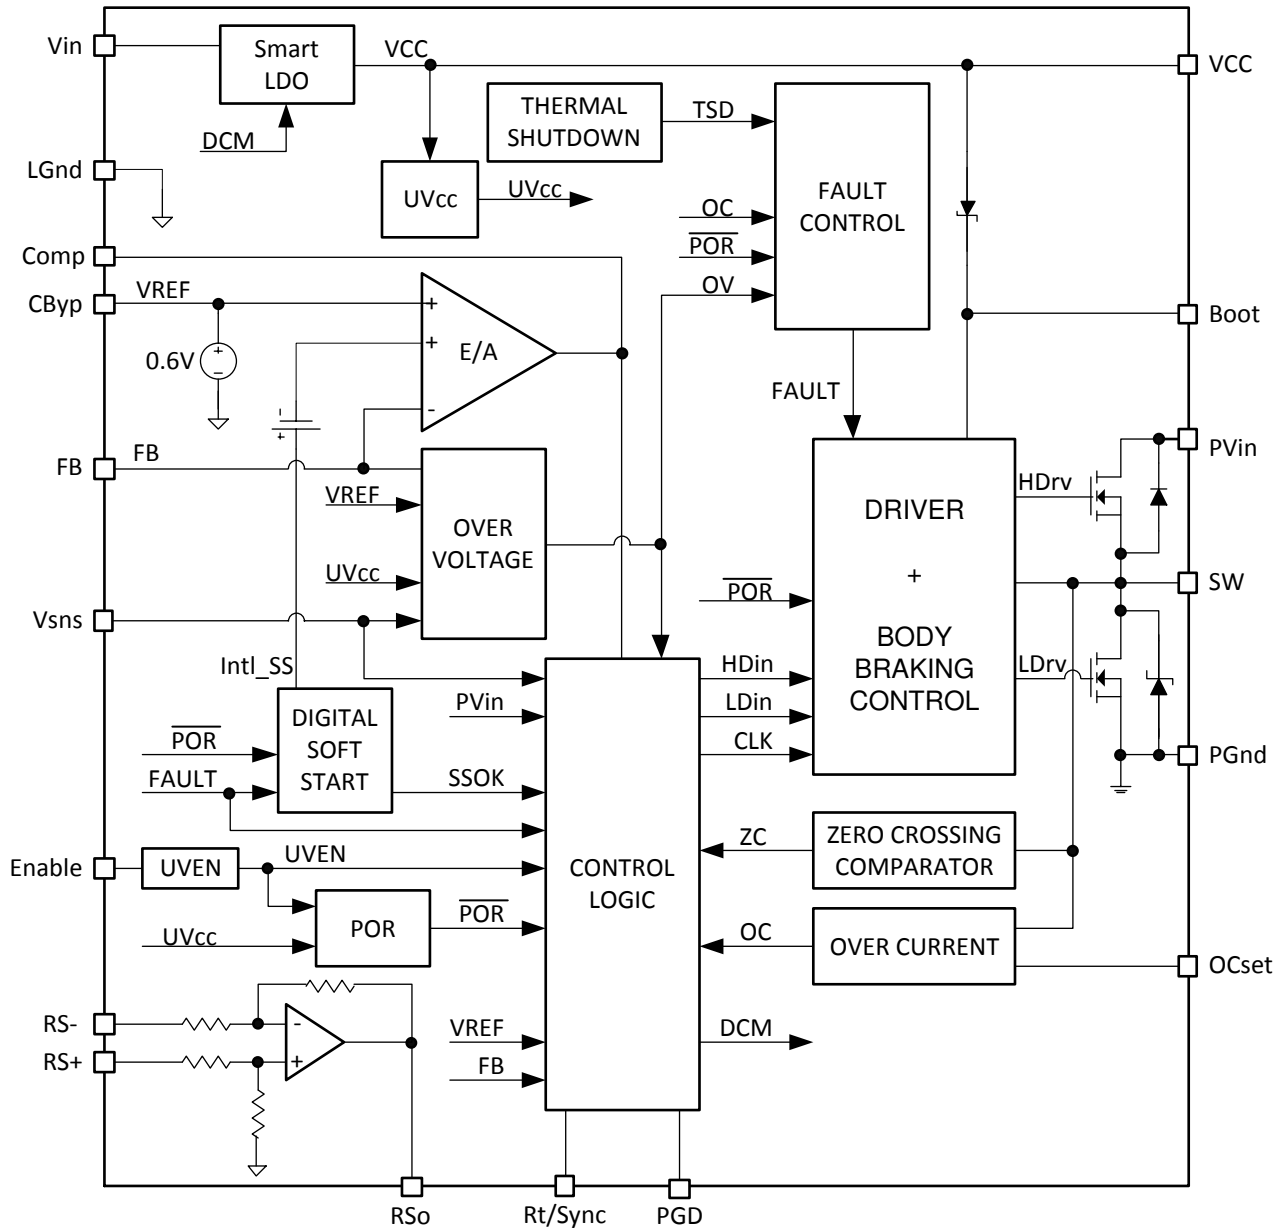 Vin
Smart
LDO
VCC
VCC
DCM
THERMAL
SHUTDOWN
TSD
LGnd
UVcc
UVcc
OC
POR
OV
FAULT
CONTROL
Comp
CByp
VREF
+
+
-
E/A
0.6V
+
−
-
+
Boot
FAULT
FB
FB
VREF
UVcc
OVER
VOLTAGE
PVin
HDrv
DRIVER
+
BODY
BRAKING
CONTROL
SW
POR
Vsns
Intl_SS
LDrv
HDin
LDin
CLK
PVin
POR
FAULT
DIGITAL
SOFT
START
SSOK
PGnd
Enable
UVEN
UVEN
CONTROL
LOGIC
ZC
ZERO CROSSING
COMPARATOR
UVcc
POR
POR
OC
OVER CURRENT
OCset
RS-
RS+
-
+
VREF
FB
DCM
RSo
Rt/Sync
PGD